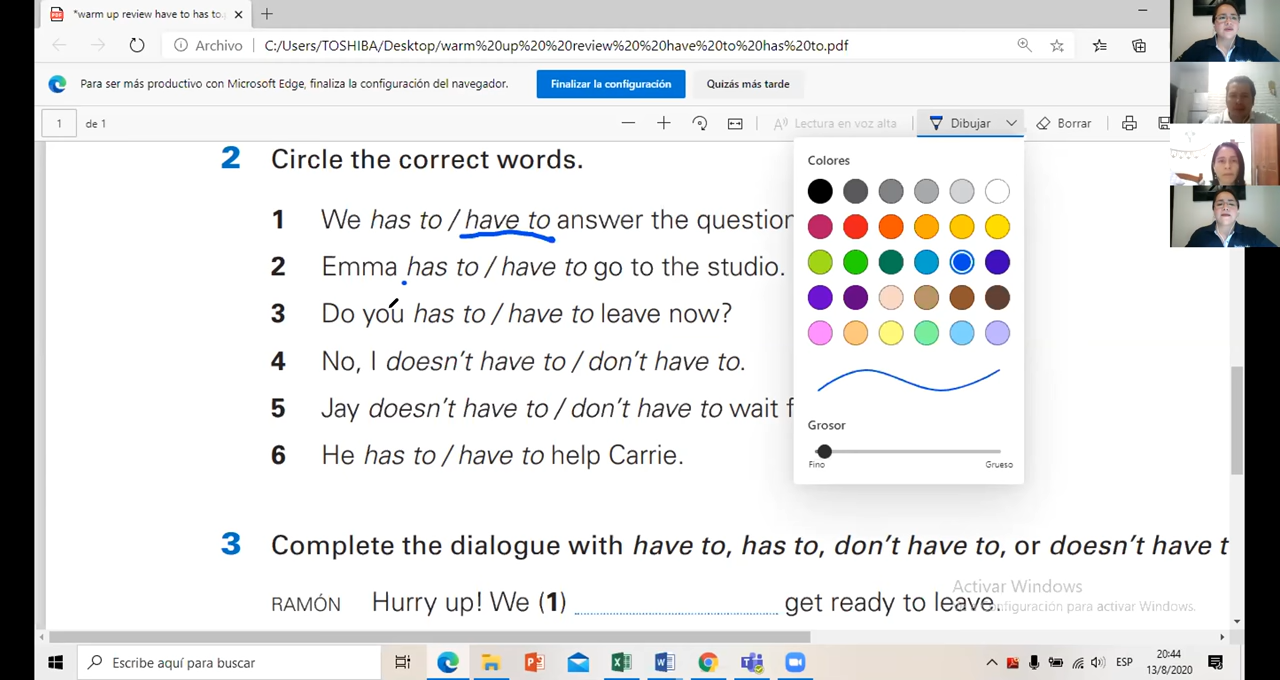 *warm up review have to has to.
Archivo C:/Users/TOSHIBA/Desktop/warm%20up%20%20review%20%20have%20to%20has%20to.pdf
Para ser más productivo con Microsoft Edge, finaliza la configuración del navegador. Finalizar la configuración Quizás más tarde
1 de 1 Lectura en voz alta Dibujar Borrar
Colores
Grosor
Fino Grueso
2 Circle the correct words.
1 We has to / have to answer the question
2 Emma has to / have to go to the studio.
3 Do you has to / have to leave now?
4 No, I doesn't have to / don't have to.
5 Jay doesn't have to / don't have to wait f
6 He has to / have to help Carrie.
3 Complete the dialogue with have to, has to, don't have to, or doesn't have t
RAMÓN Hurry up! We (1) get ready to leave.
Activar Windows
configuración para activar Windows.
Escribe aquí para buscar
ESP
20:44
13/8/2020